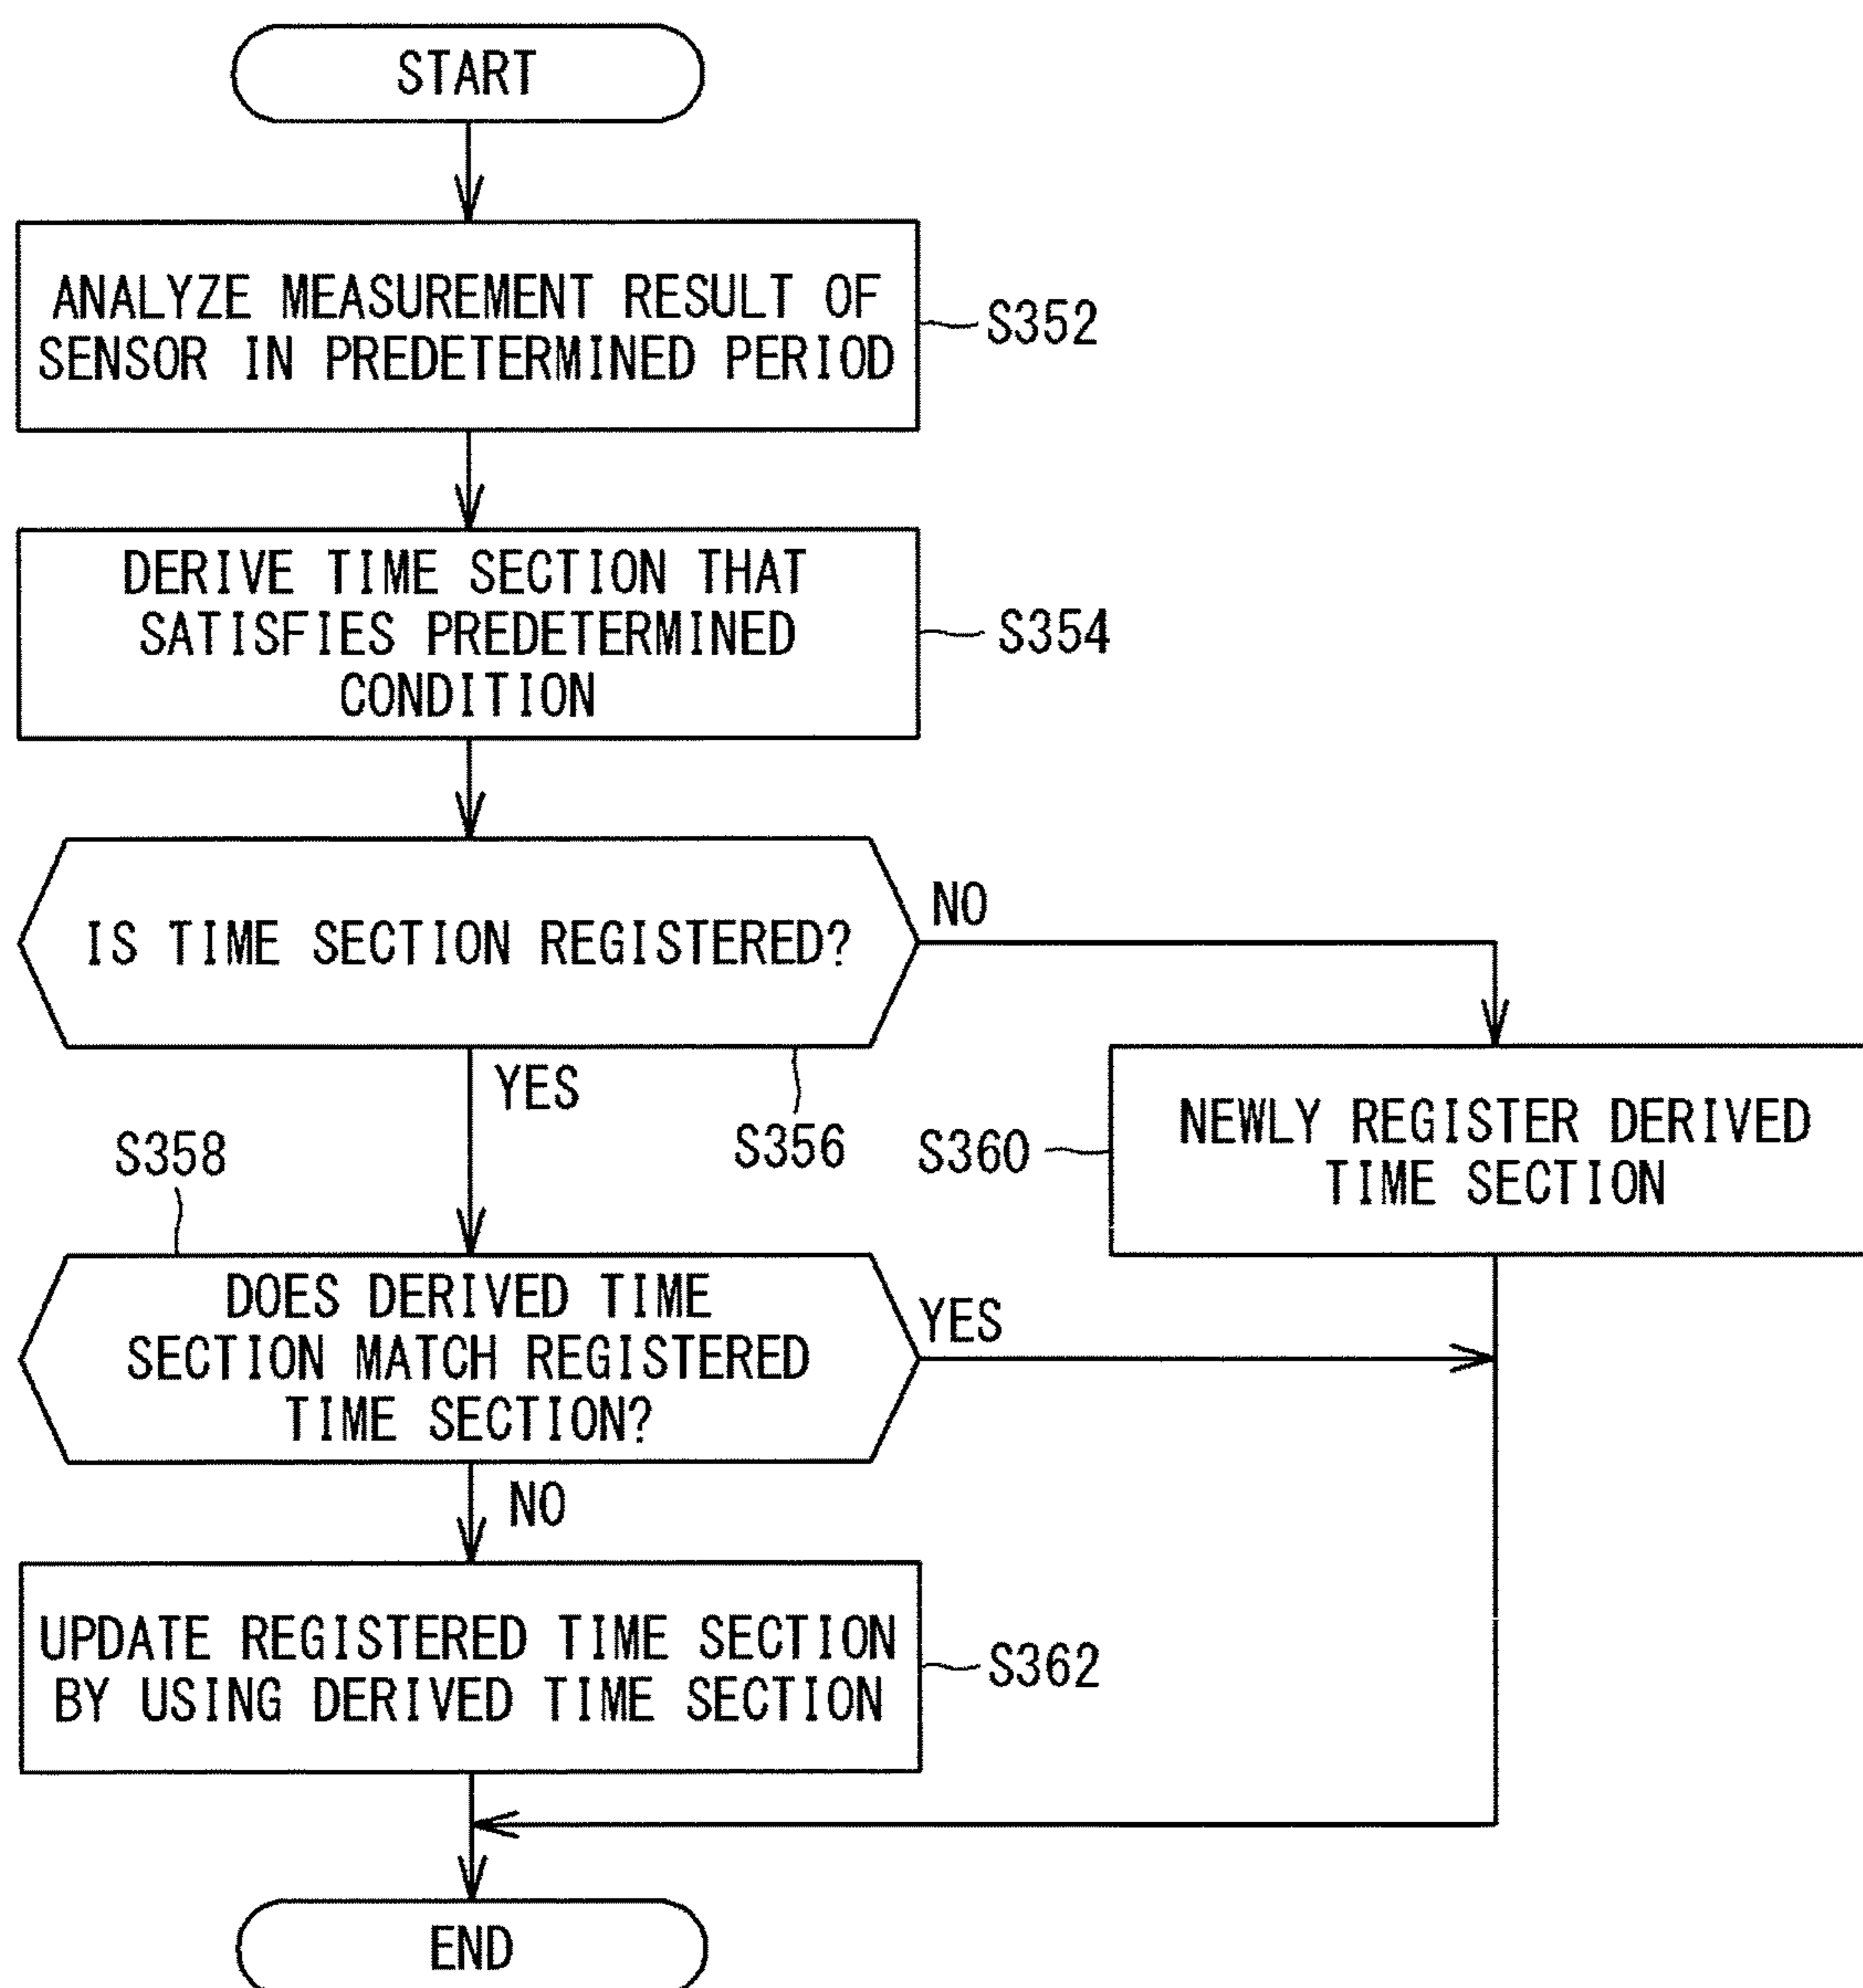 START
ANALYZE MEASUREMENT RESULT OF
SENSOR IN PREDETERMINED PERIOD
S352
DERIVE TIME SECTION THAT
SATISFIES PREDETERMINED
CONDITION
S354
IS TIME SECTION REGISTERED?
NO
YES
S356
S360
NEWLY REGISTER DERIVED
TIME SECTION
S358
DOES DERIVED TIME
SECTION MATCH REGISTERED
TIME SECTION?
YES
NO
UPDATE REGISTERED TIME SECTION
BY USING DERIVED TIME SECTION
S362
END